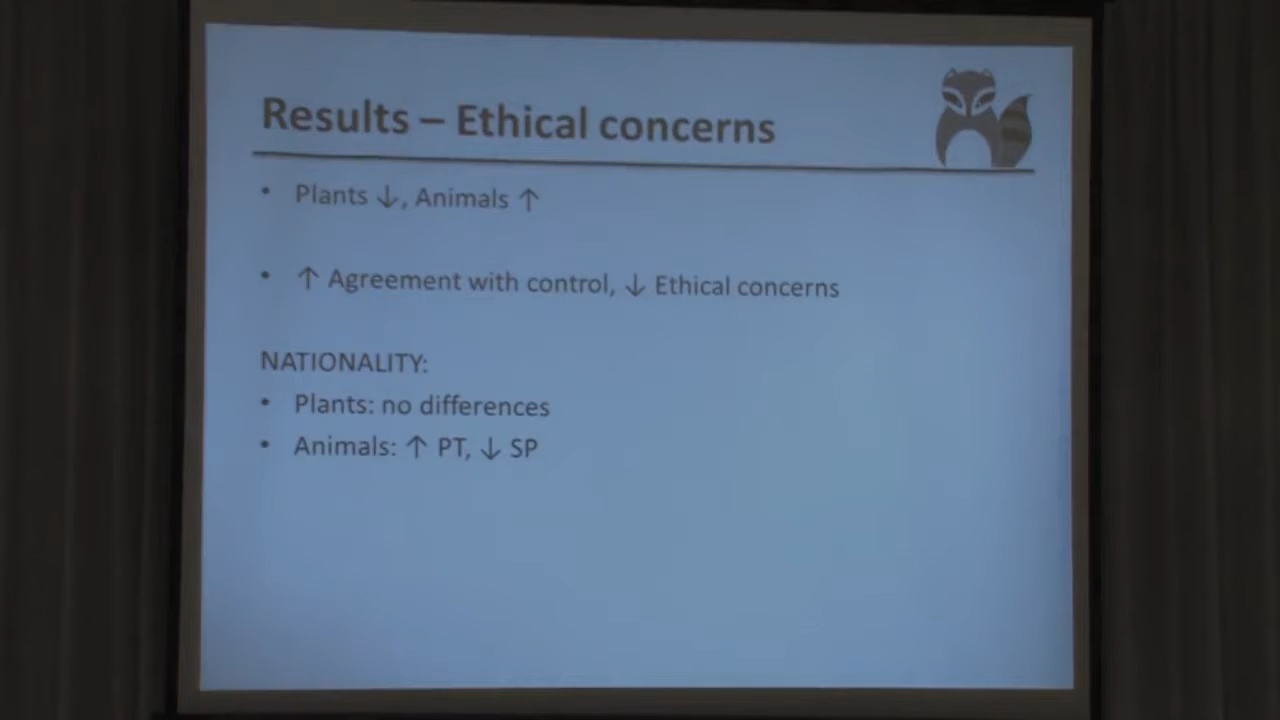 Results – Ethical concerns
• Plants ↓, Animals ↑
• ↑ Agreement with control, ↓ Ethical concerns
NATIONALITY:
• Plants: no differences
• Animals: ↑ PT, ↓ SP